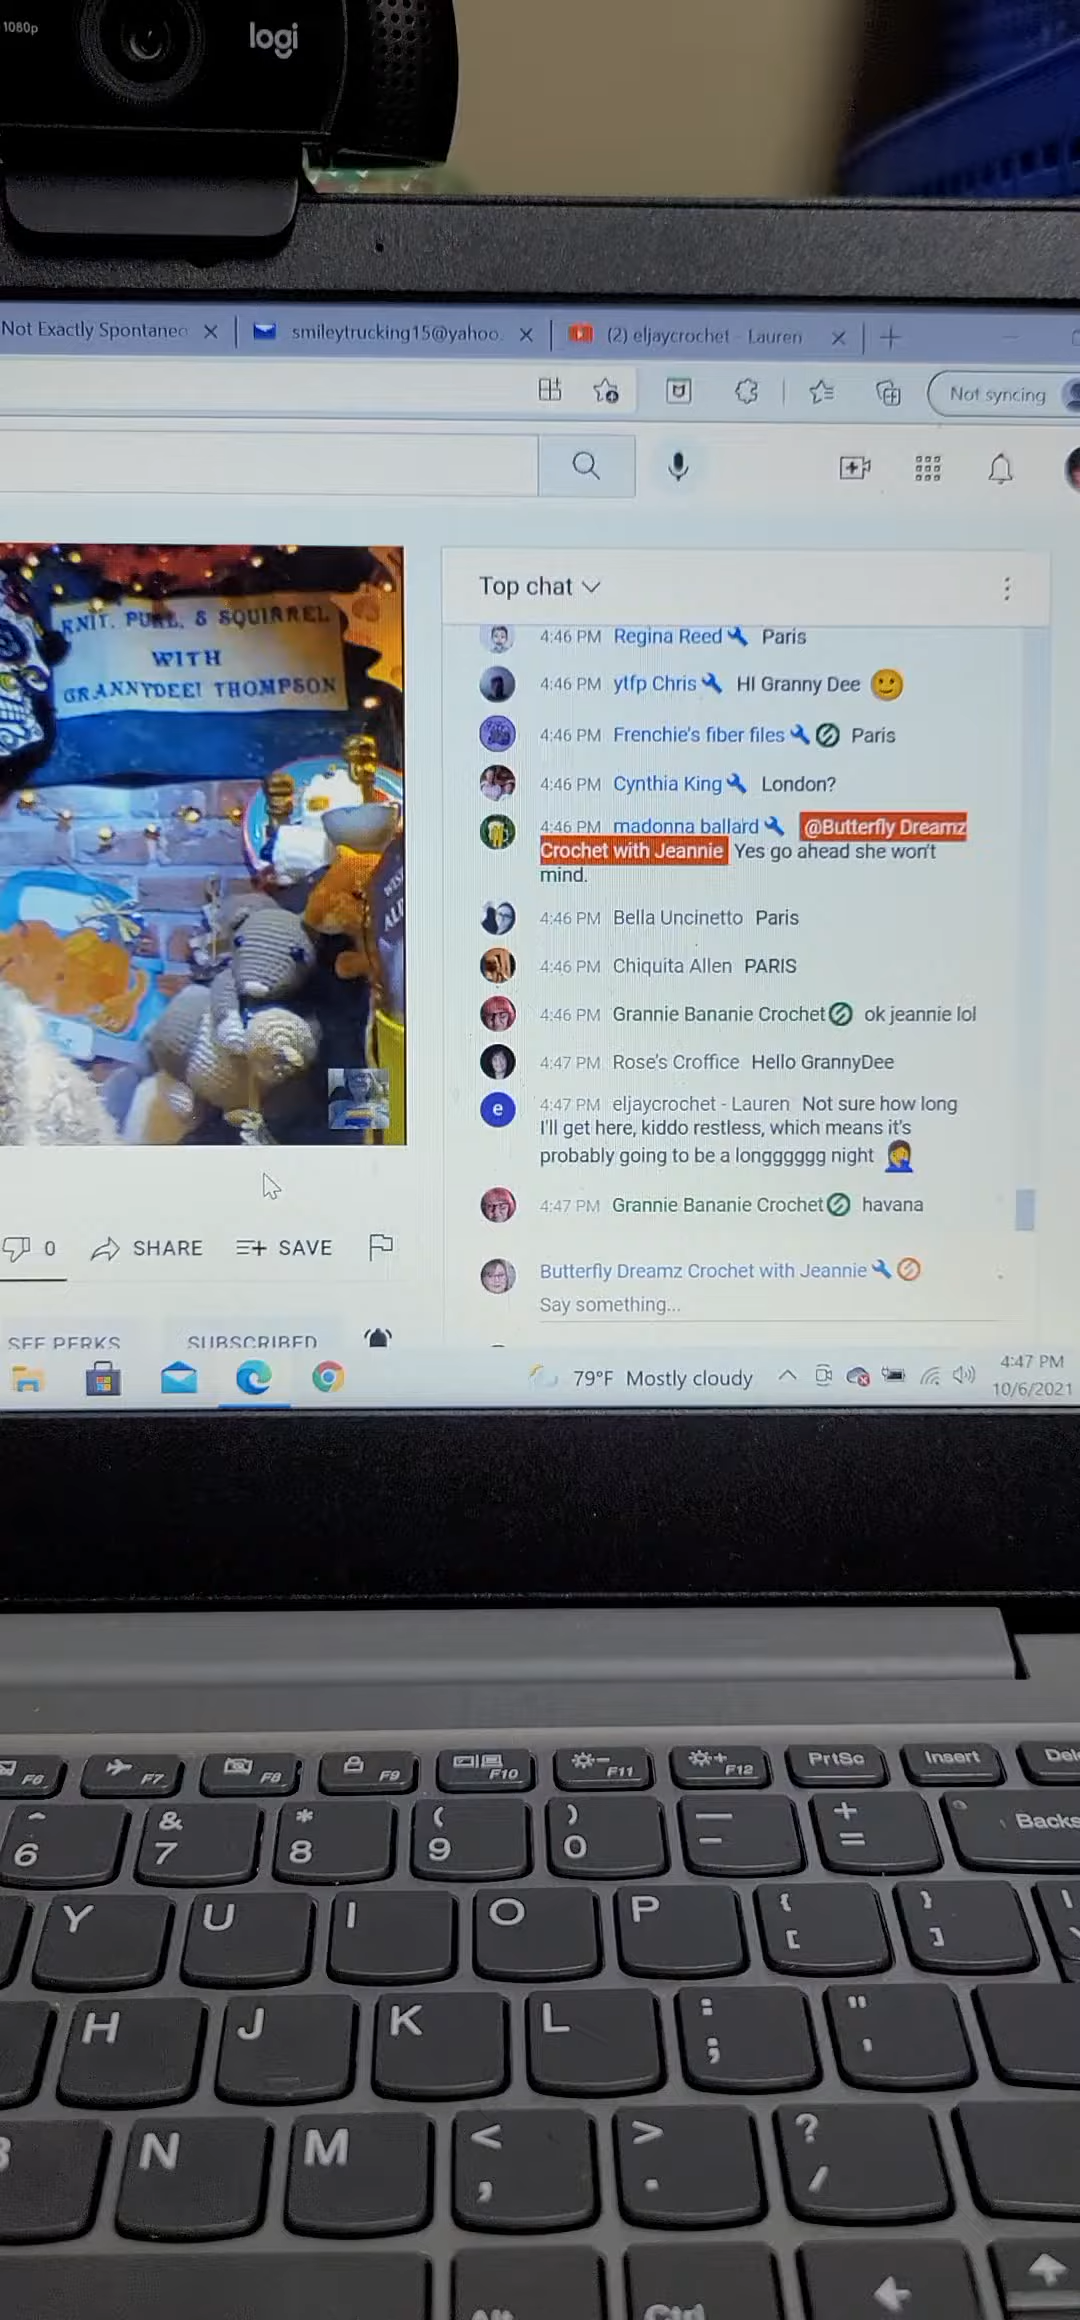 1080p
logi
Not Exactly Spontaneo
smileytrucking15@yahoo.
(2) eljaycrochet - Lauren
Not syncing
KNIT, PURL, & SQUIRREL
WITH
GRANNYDEE! THOMPSON
Top chat
4:46 PM Regina Reed Paris
4:46 PM ytfp Chris HI Granny Dee
4:46 PM Frenchie's fiber files Paris
4:46 PM Cynthia King London?
4:46 PM madonna ballard @Butterfly Dreamz
Crochet with Jeannie Yes go ahead she won't
mind.
4:46 PM Bella Uncinetto Paris
4:46 PM Chiquita Allen PARIS
4:46 PM Grannie Bananie Crochet ok jeannie lol
4:47 PM Rose's Croffice Hello GrannyDee
e
4:47 PM eljaycrochet - Lauren Not sure how long
I'll get here, kiddo restless, which means it's
probably going to be a longggggg night
4:47 PM Grannie Bananie Crochet havana
Butterfly Dreamz Crochet with Jeannie
Say something...
0 SHARE SAVE
SEE PERKS SUBSCRIBED
79°F Mostly cloudy
4:47 PM
10/6/2021
F6 F7 F8 F9 F10 F11 F12 PrtSc Insert Del
^ & * ( ) — +
6 7 8 9 0 - = Backs
Y U I O P { }
[ ]
H J K L : "
; '
N M < > ?
, . /
Alt Ctrl